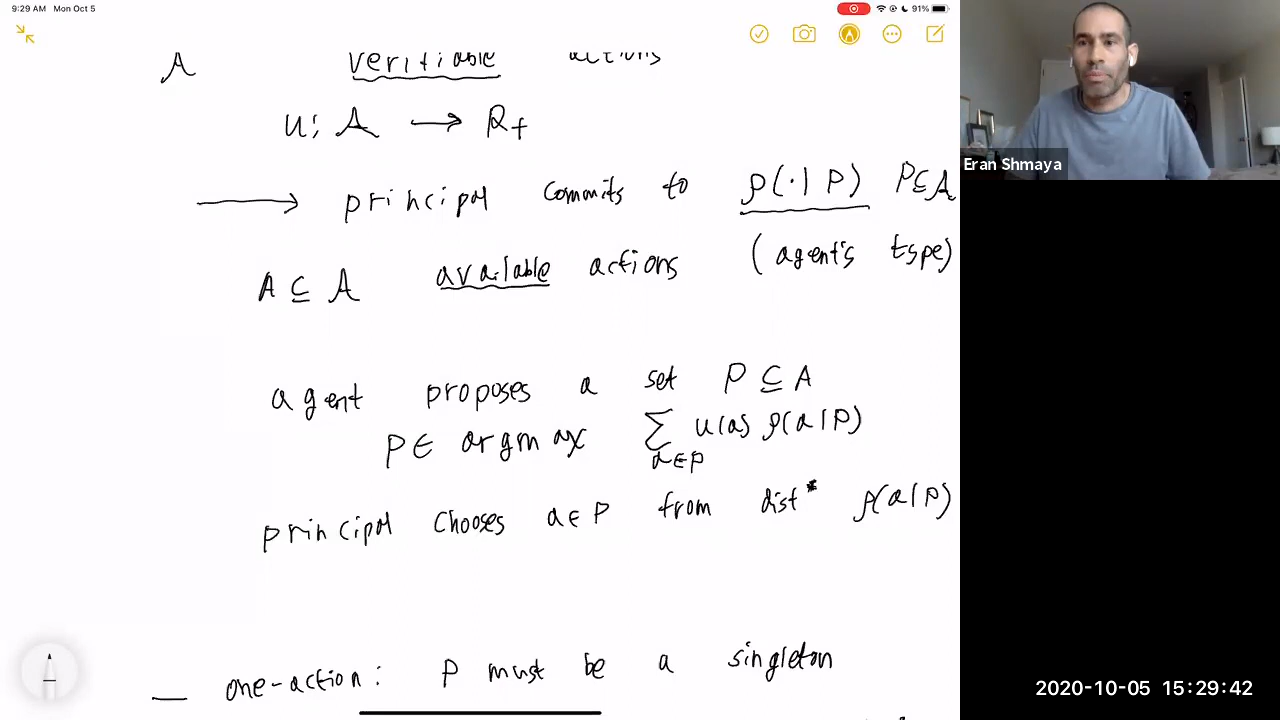 9:29 AM Mon Oct 5
91%
𝒜 verifiable actions
u: 𝒜 → R+
→ principal commits to ρ(·|P) P⊆𝒜
A ⊆ 𝒜 available actions (agent's type)
agent proposes a set P ⊆ A
P ∈ argmax ∑ u(a) ρ(a|P)
a∈P
principal chooses a∈P from dist* ρ(a|P)
— one-action: P must be a singleton
Eran Shmaya
2020-10-05 15:29:42